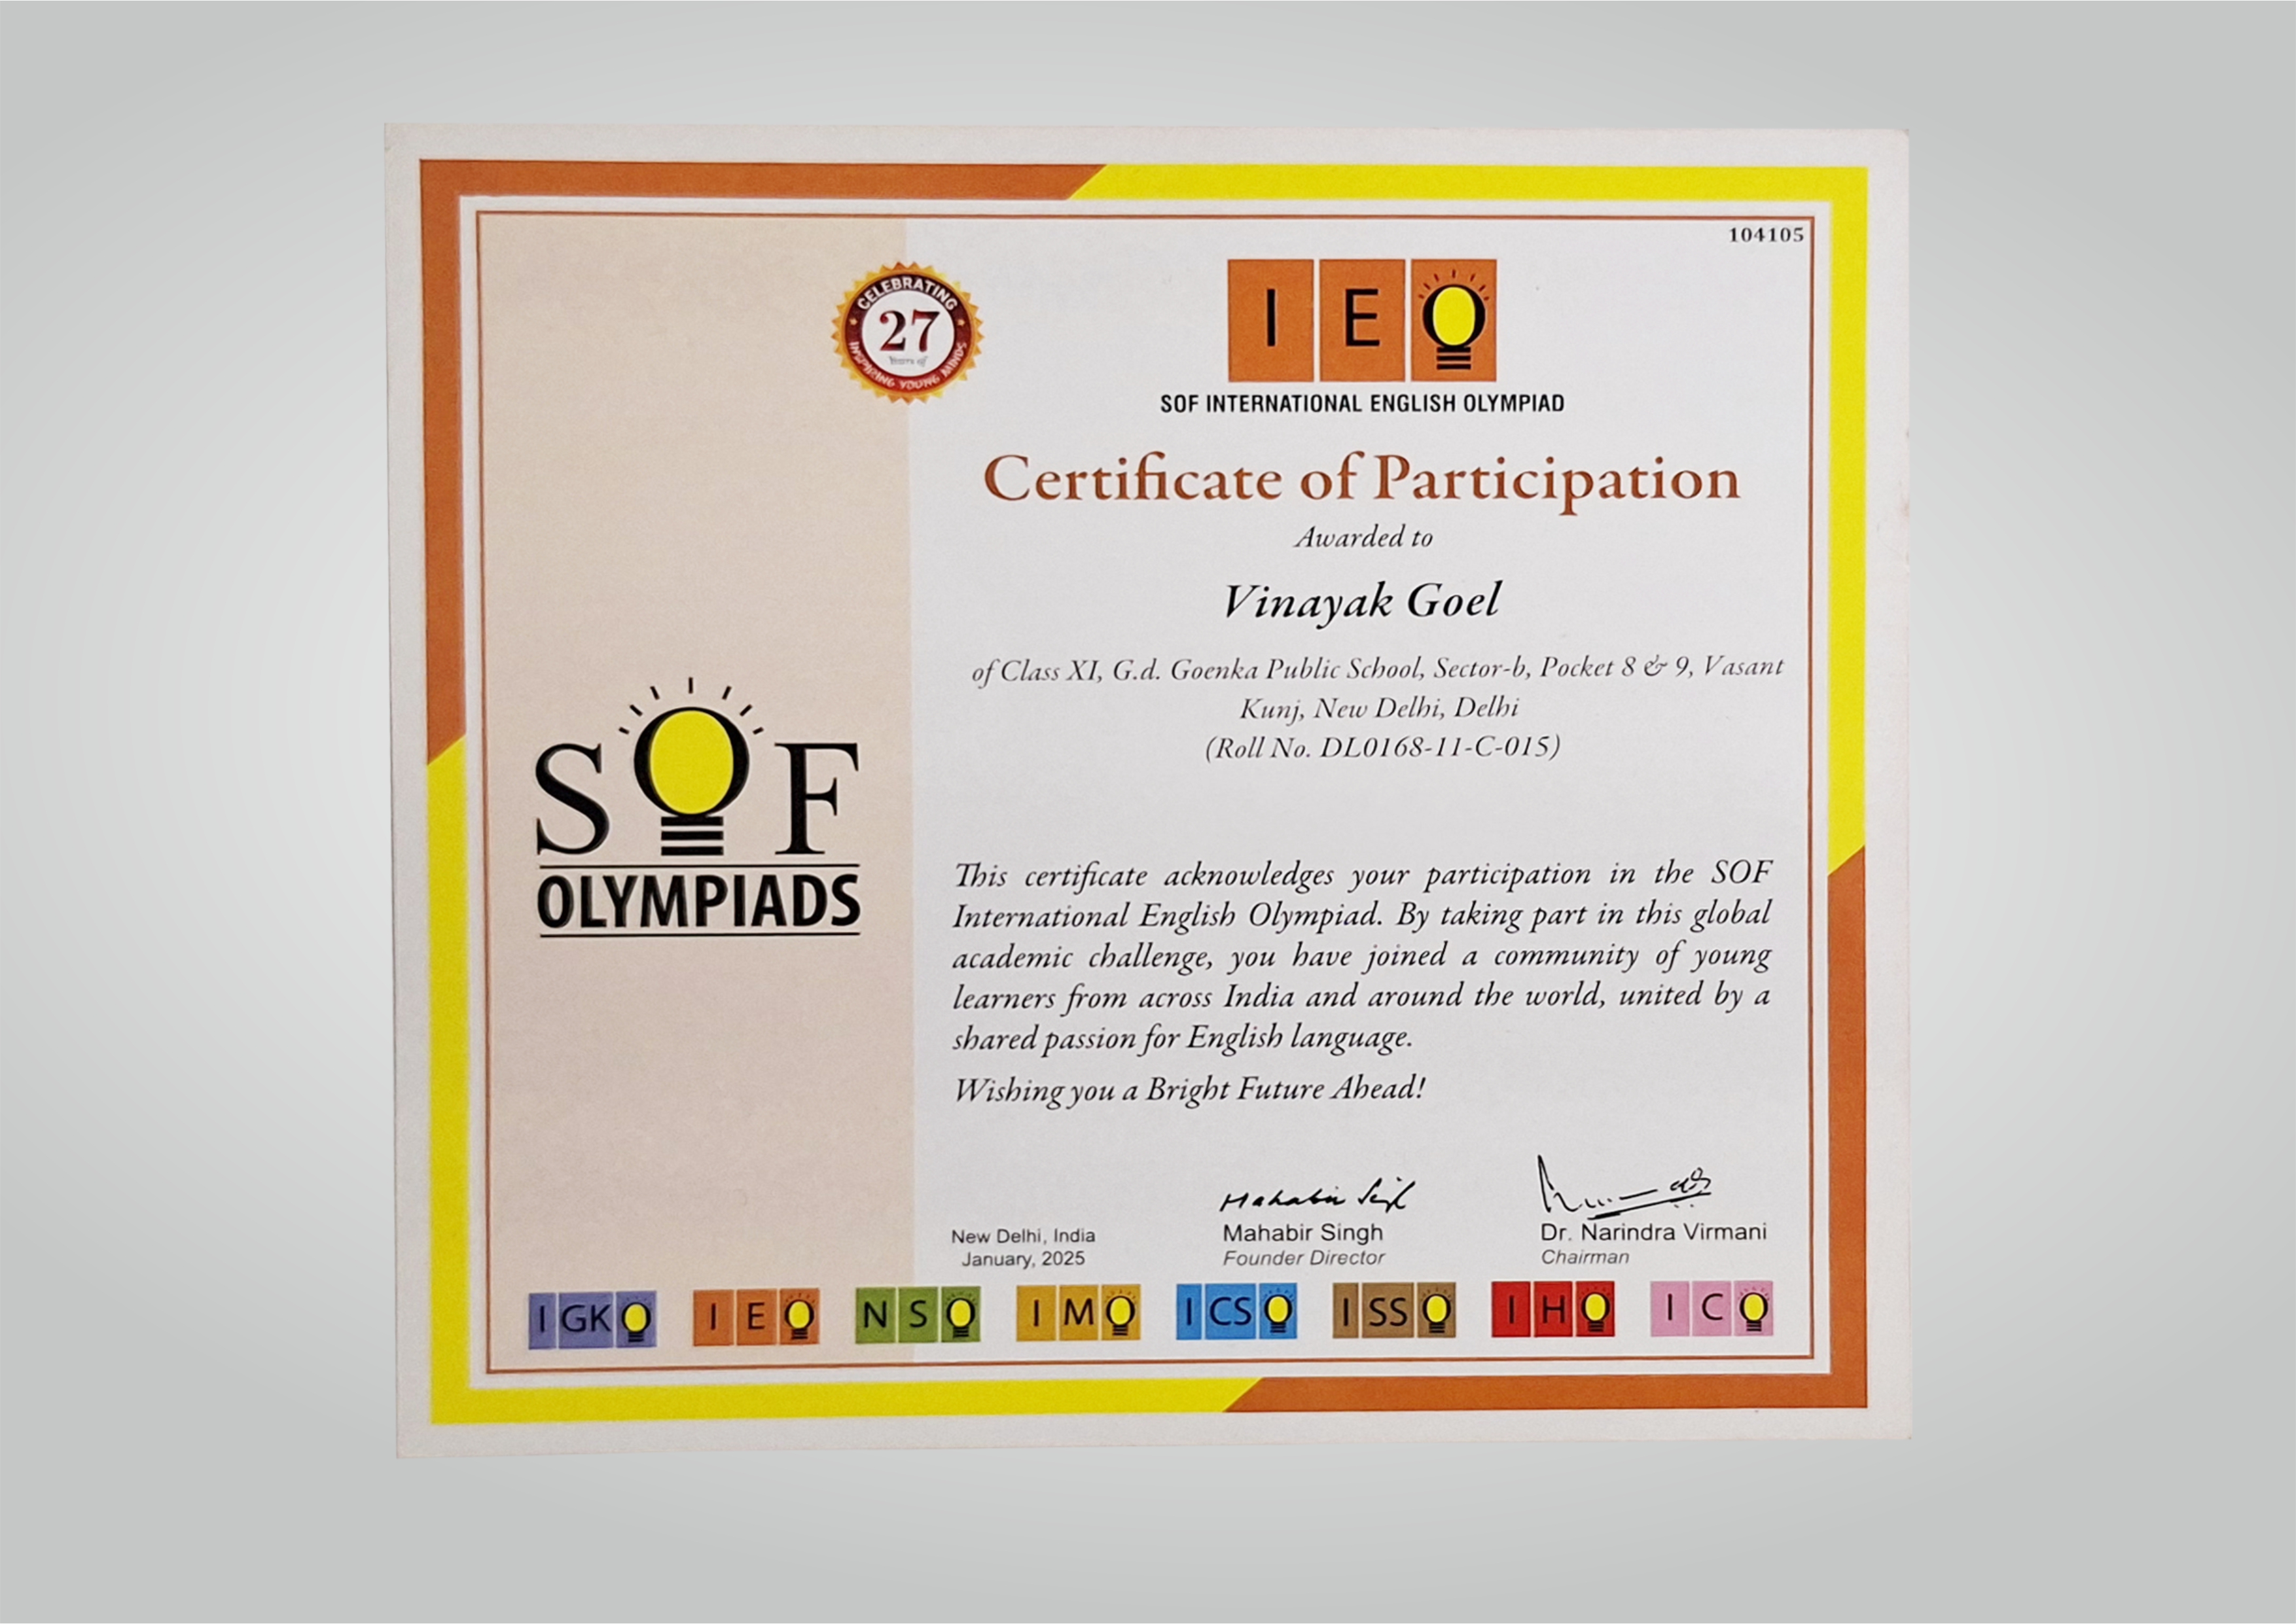 104105
CELEBRATING
27
Years of
INSPIRING YOUNG MINDS
IEO
SOF INTERNATIONAL ENGLISH OLYMPIAD
Certificate of Participation
Awarded to
Vinayak Goel
of Class XI, G.d. Goenka Public School, Sector-b, Pocket 8 & 9, Vasant
Kunj, New Delhi, Delhi
(Roll No. DL0168-11-C-015)
SOF
OLYMPIADS
This certificate acknowledges your participation in the SOF
International English Olympiad. By taking part in this global
academic challenge, you have joined a community of young
learners from across India and around the world, united by a
shared passion for English language.
Wishing you a Bright Future Ahead!
New Delhi, India
January, 2025
Mahabir Singh
Mahabir Singh
Founder Director
Dr. Narindra Virmani
Chairman
IGKO IEO NSO IMO ICSO ISSO IHO ICO